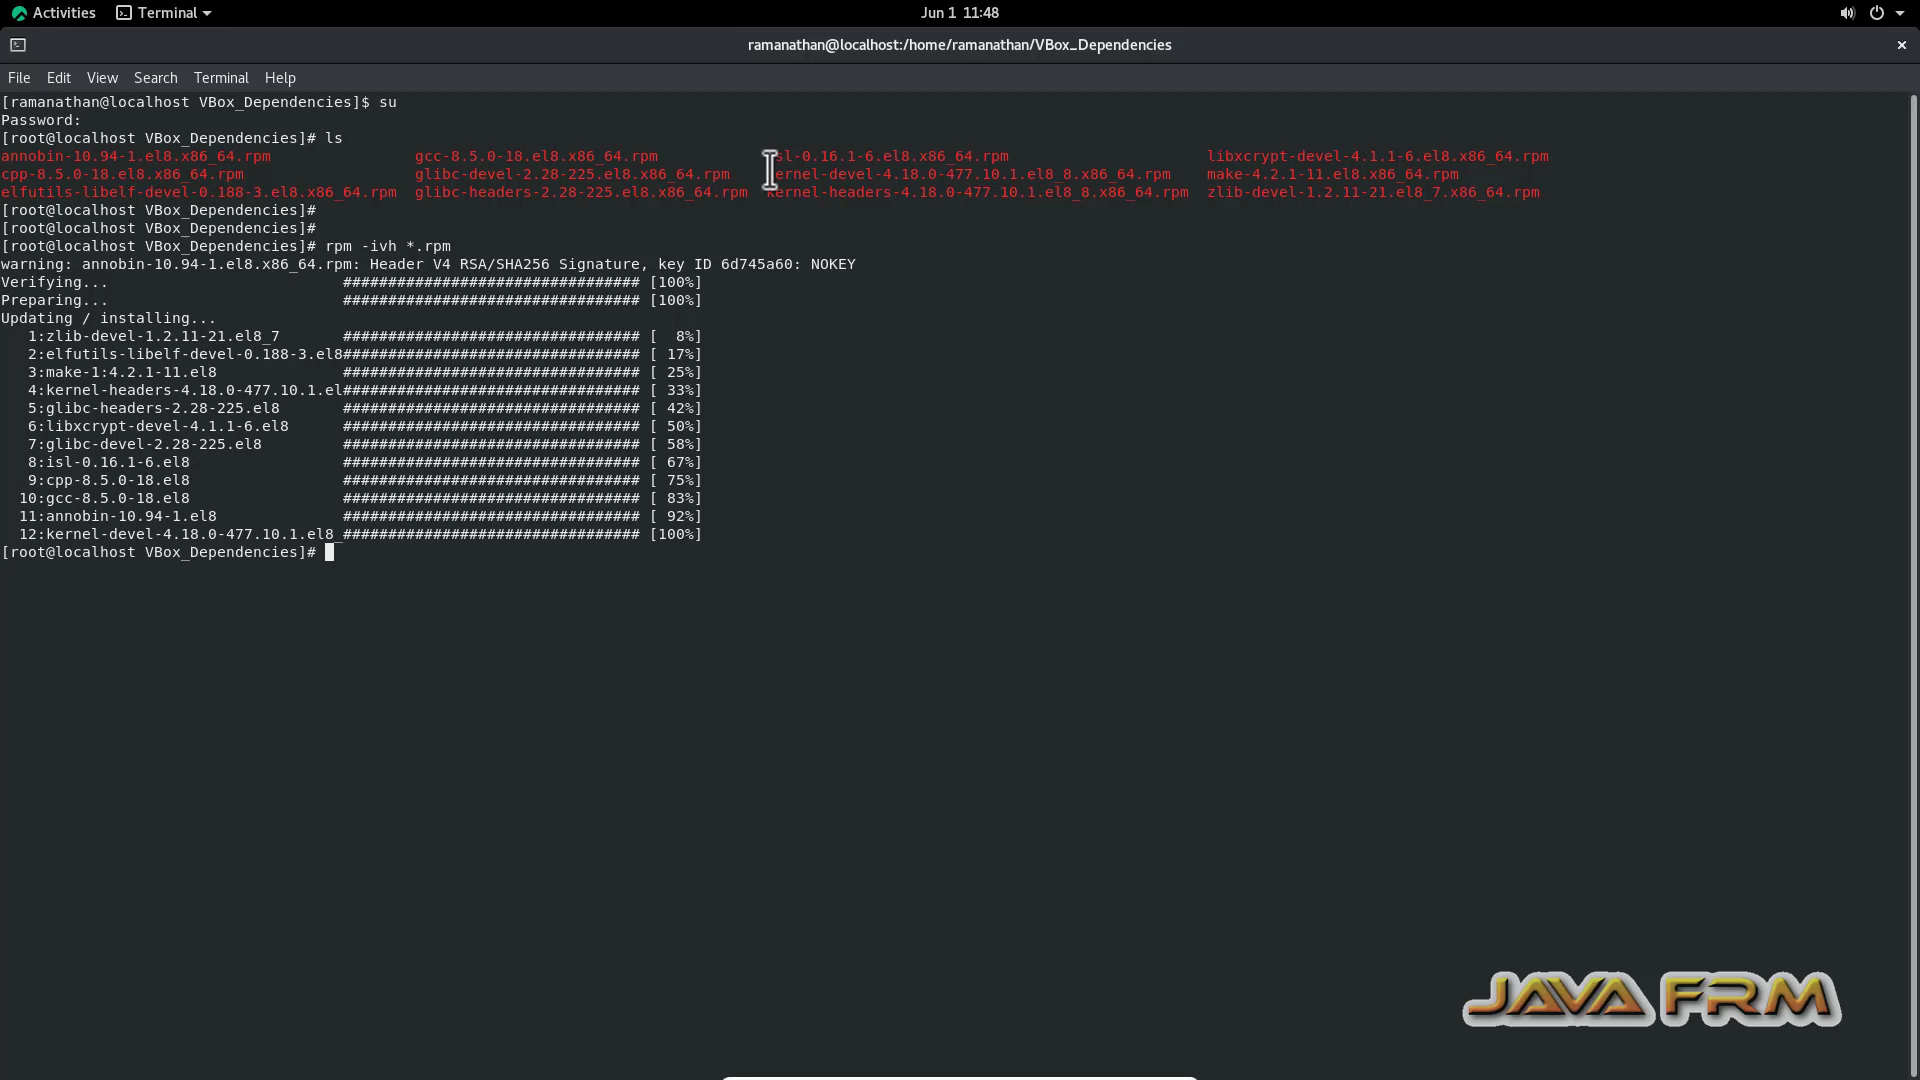 Activities Terminal Jun 1 11:48
ramanathan@localhost:/home/ramanathan/VBox_Dependencies
File Edit View Search Terminal Help
[ramanathan@localhost VBox_Dependencies]$ su
Password:
[root@localhost VBox_Dependencies]# ls
annobin-10.94-1.el8.x86_64.rpm gcc-8.5.0-18.el8.x86_64.rpm isl-0.16.1-6.el8.x86_64.rpm libxcrypt-devel-4.1.1-6.el8.x86_64.rpm
cpp-8.5.0-18.el8.x86_64.rpm glibc-devel-2.28-225.el8.x86_64.rpm kernel-devel-4.18.0-477.10.1.el8_8.x86_64.rpm make-4.2.1-11.el8.x86_64.rpm
elfutils-libelf-devel-0.188-3.el8.x86_64.rpm glibc-headers-2.28-225.el8.x86_64.rpm kernel-headers-4.18.0-477.10.1.el8_8.x86_64.rpm zlib-devel-1.2.11-21.el8_7.x86_64.rpm
[root@localhost VBox_Dependencies]#
[root@localhost VBox_Dependencies]#
[root@localhost VBox_Dependencies]# rpm -ivh *.rpm
warning: annobin-10.94-1.el8.x86_64.rpm: Header V4 RSA/SHA256 Signature, key ID 6d745a60: NOKEY
Verifying... ################################# [100%]
Preparing... ################################# [100%]
Updating / installing...
1:zlib-devel-1.2.11-21.el8_7 ################################# [ 8%]
2:elfutils-libelf-devel-0.188-3.el8################################# [ 17%]
3:make-1:4.2.1-11.el8 ################################# [ 25%]
4:kernel-headers-4.18.0-477.10.1.el################################# [ 33%]
5:glibc-headers-2.28-225.el8 ################################# [ 42%]
6:libxcrypt-devel-4.1.1-6.el8 ################################# [ 50%]
7:glibc-devel-2.28-225.el8 ################################# [ 58%]
8:isl-0.16.1-6.el8 ################################# [ 67%]
9:cpp-8.5.0-18.el8 ################################# [ 75%]
10:gcc-8.5.0-18.el8 ################################# [ 83%]
11:annobin-10.94-1.el8 ################################# [ 92%]
12:kernel-devel-4.18.0-477.10.1.el8_################################# [100%]
[root@localhost VBox_Dependencies]#
JAVA FRM